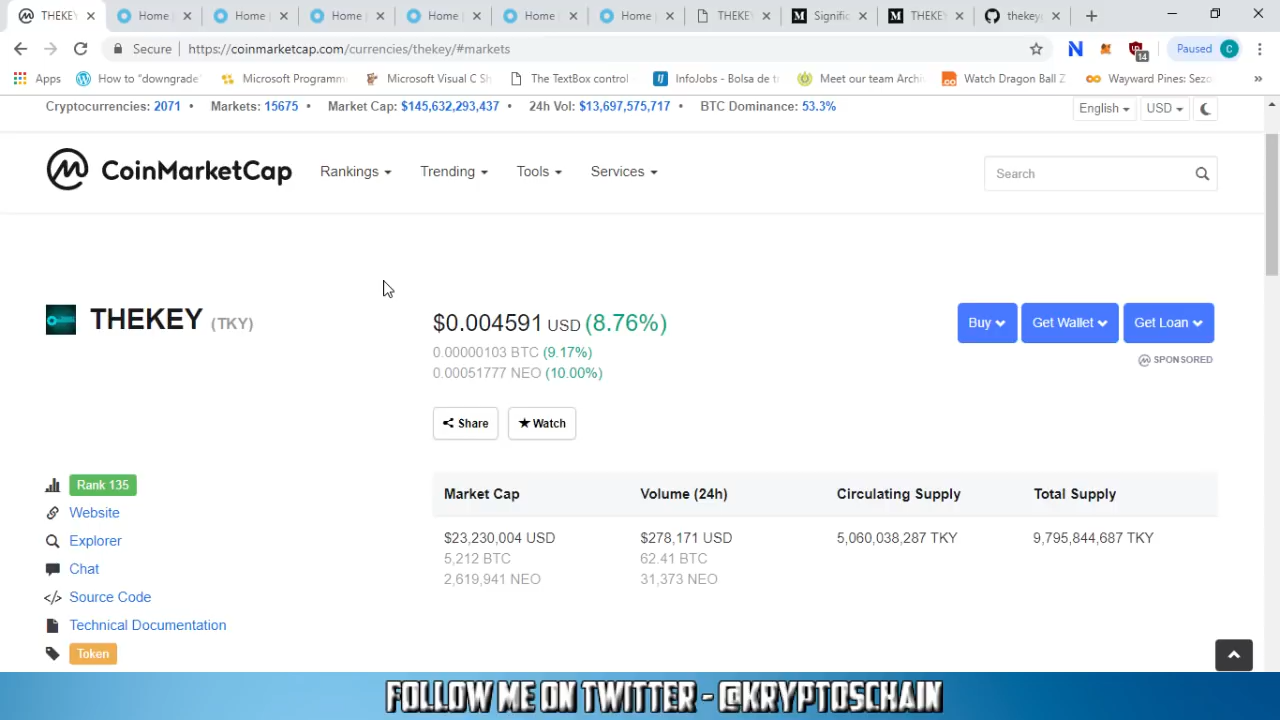 THEKEY
Home
Home
Home
Home
Home
Home
THEKEY
Signific
THEKEY
thekey
Secure https://coinmarketcap.com/currencies/thekey/#markets
14
Paused C
Apps How to "downgrade" Microsoft Programm Microsoft Visual C Sh The TextBox control InfoJobs - Bolsa de t Meet our team Archi Watch Dragon Ball Z Wayward Pines: Sezo »
Cryptocurrencies: 2071 • Markets: 15675 • Market Cap: $145,632,293,437 • 24h Vol: $13,697,575,717 • BTC Dominance: 53.3%
English USD
CoinMarketCap Rankings Trending Tools Services Search
THEKEY (TKY)
$0.004591 USD (8.76%)
0.00000103 BTC (9.17%)
0.00051777 NEO (10.00%)
Buy Get Wallet Get Loan
SPONSORED
Share Watch
Rank 135
Website
Explorer
Chat
Source Code
Technical Documentation
Token
Market Cap Volume (24h) Circulating Supply Total Supply
$23,230,004 USD $278,171 USD 5,060,038,287 TKY 9,795,844,687 TKY
5,212 BTC 62.41 BTC
2,619,941 NEO 31,373 NEO
FOLLOW ME ON TWITTER - @KRYPTOSCHAIN